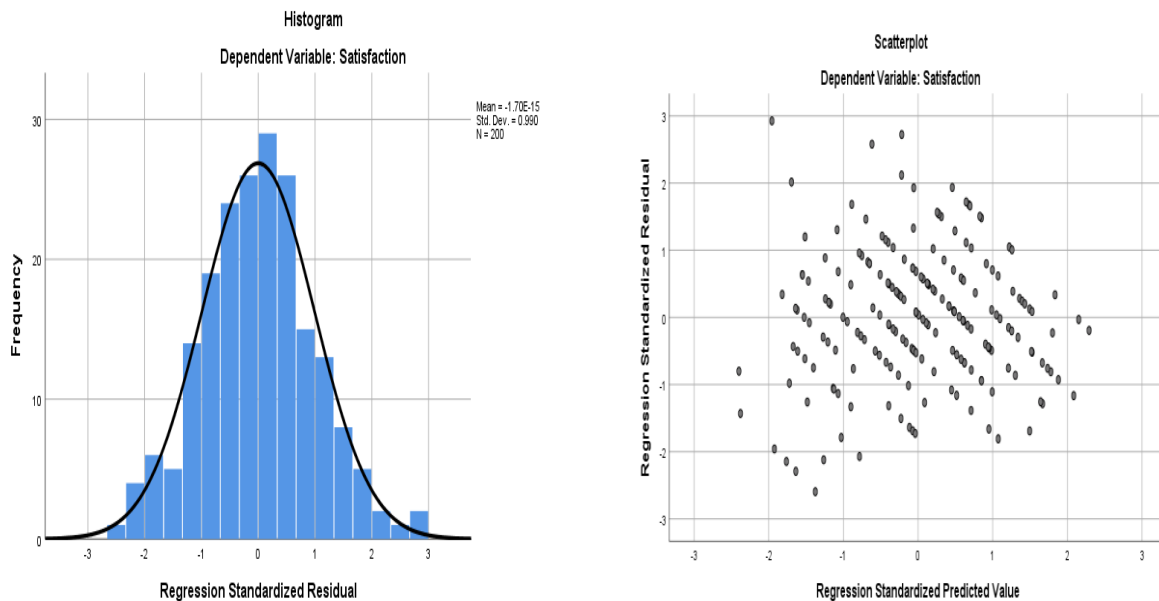 Histogram
Dependent Variable: Satisfaction
Mean = -1.70E-15
Std. Dev. = 0.990
N = 200
Frequency
30
20
10
0
-3 -2 -1 0 1 2 3
Regression Standardized Residual
Scatterplot
Dependent Variable: Satisfaction
Regression Standardized Residual
3
2
1
0
-1
-2
-3
-3 -2 -1 0 1 2 3
Regression Standardized Predicted Value